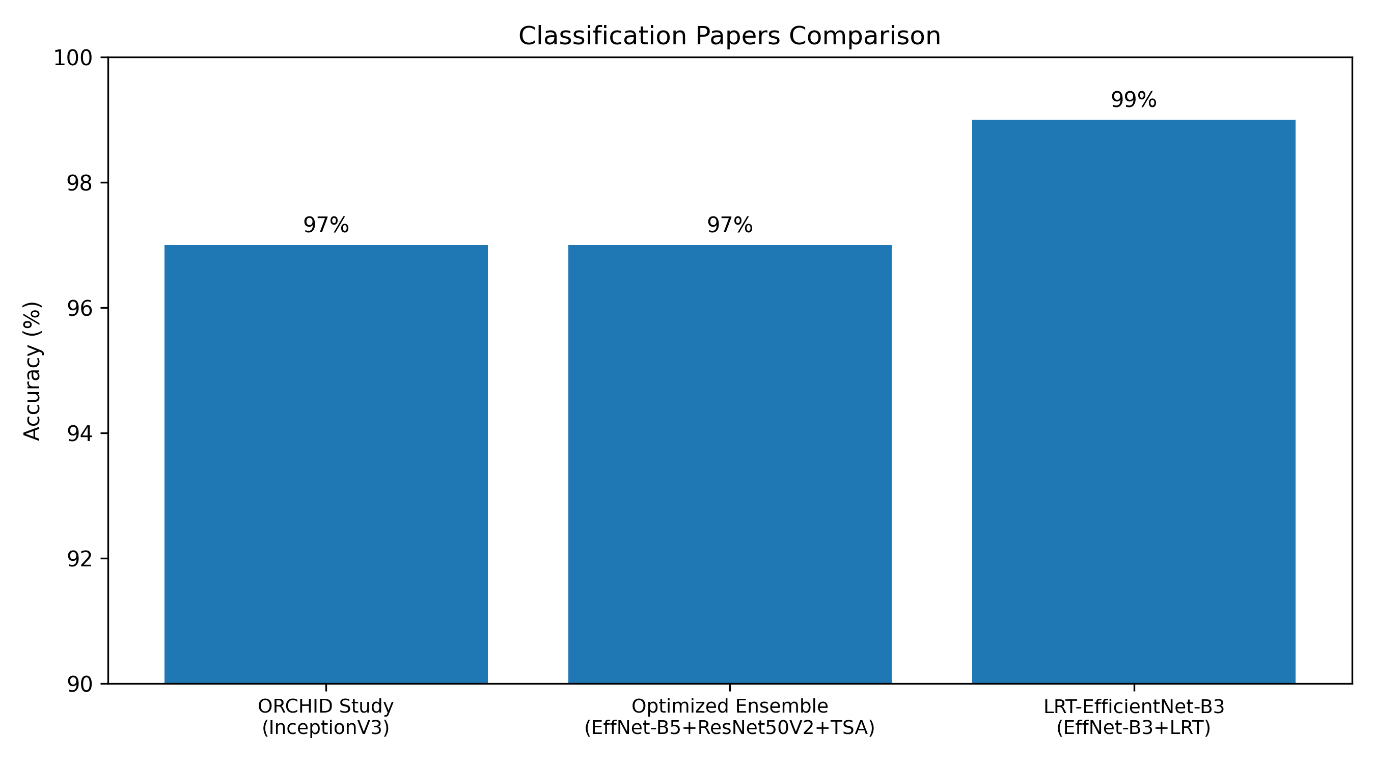 Classification Papers Comparison
100
98
96
94
92
90
Accuracy (%)
97%
97%
99%
ORCHID Study
(InceptionV3)
Optimized Ensemble
(EffNet-B5+ResNet50V2+TSA)
LRT-EfficientNet-B3
(EffNet-B3+LRT)